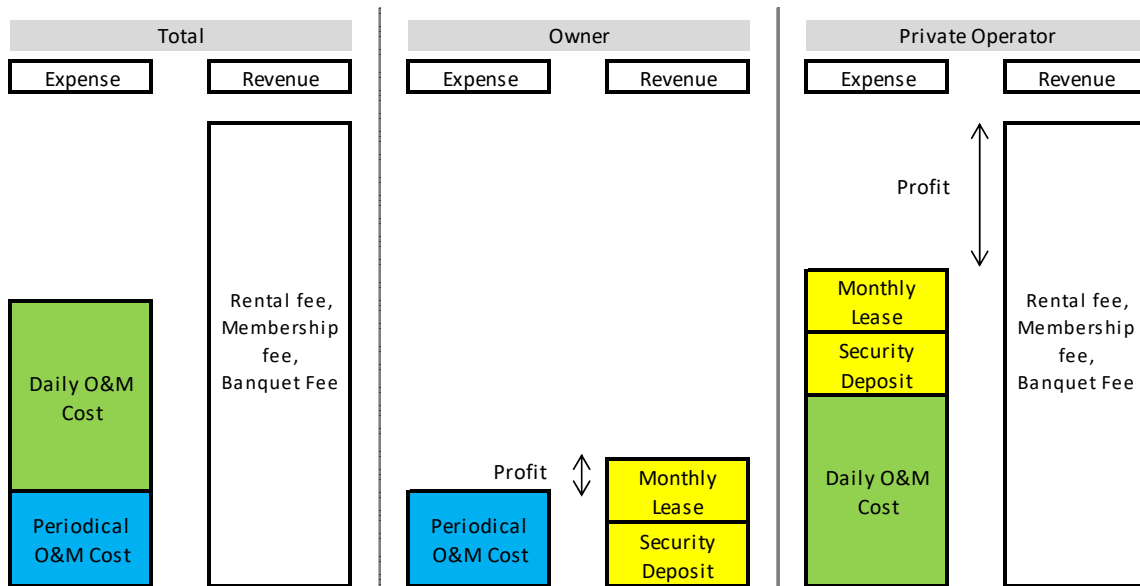 Total
Expense
Revenue
Rental fee,
Membership
fee,
Banquet Fee
Daily O&M
Cost
Periodical
O&M Cost
Owner
Expense
Revenue
Profit
Monthly
Lease
Periodical
O&M Cost
Security
Deposit
Private Operator
Expense
Revenue
Profit
Monthly
Lease
Security
Deposit
Daily O&M
Cost
Rental fee,
Membership
fee,
Banquet Fee